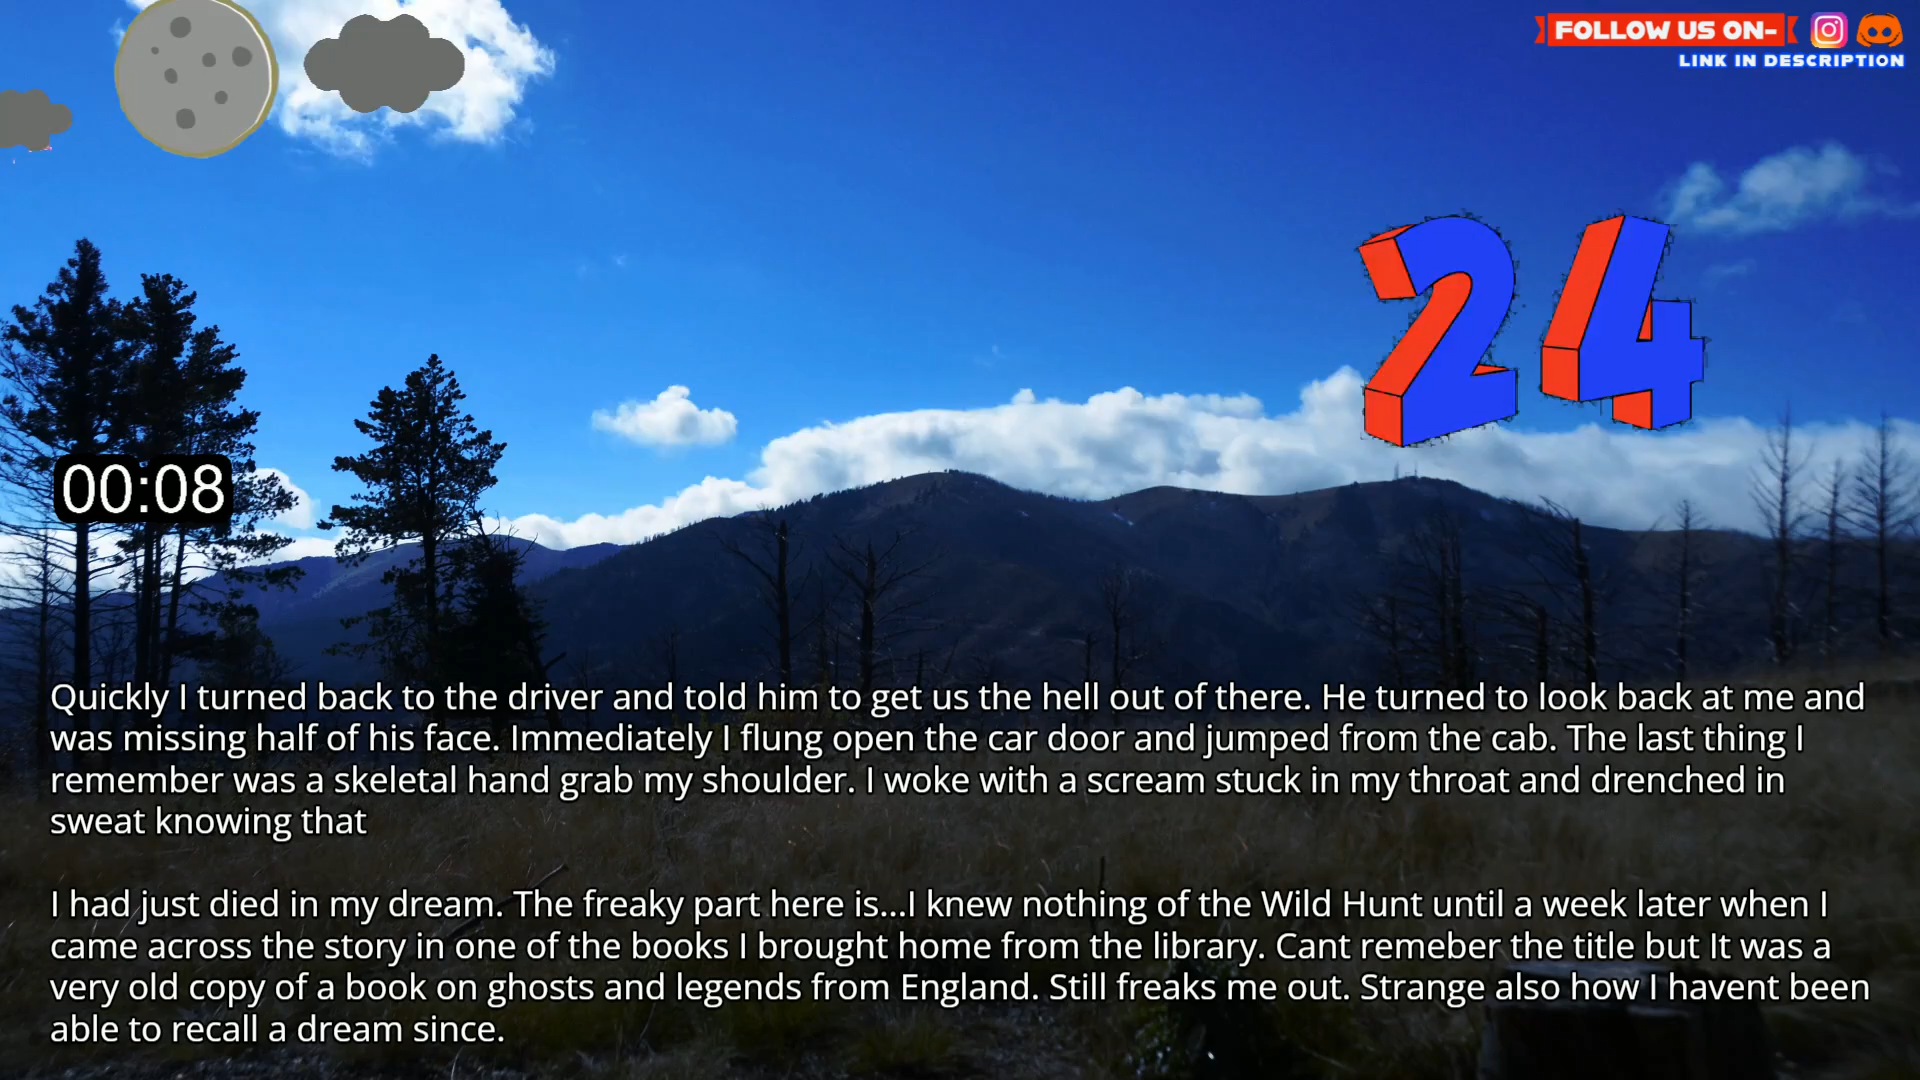 FOLLOW US ON-
LINK IN DESCRIPTION
24
00:08
Quickly I turned back to the driver and told him to get us the hell out of there. He turned to look back at me and
was missing half of his face. Immediately I flung open the car door and jumped from the cab. The last thing I
remember was a skeletal hand grab my shoulder. I woke with a scream stuck in my throat and drenched in
sweat knowing that
I had just died in my dream. The freaky part here is...I knew nothing of the Wild Hunt until a week later when I
came across the story in one of the books I brought home from the library. Cant remeber the title but It was a
very old copy of a book on ghosts and legends from England. Still freaks me out. Strange also how I havent been
able to recall a dream since.